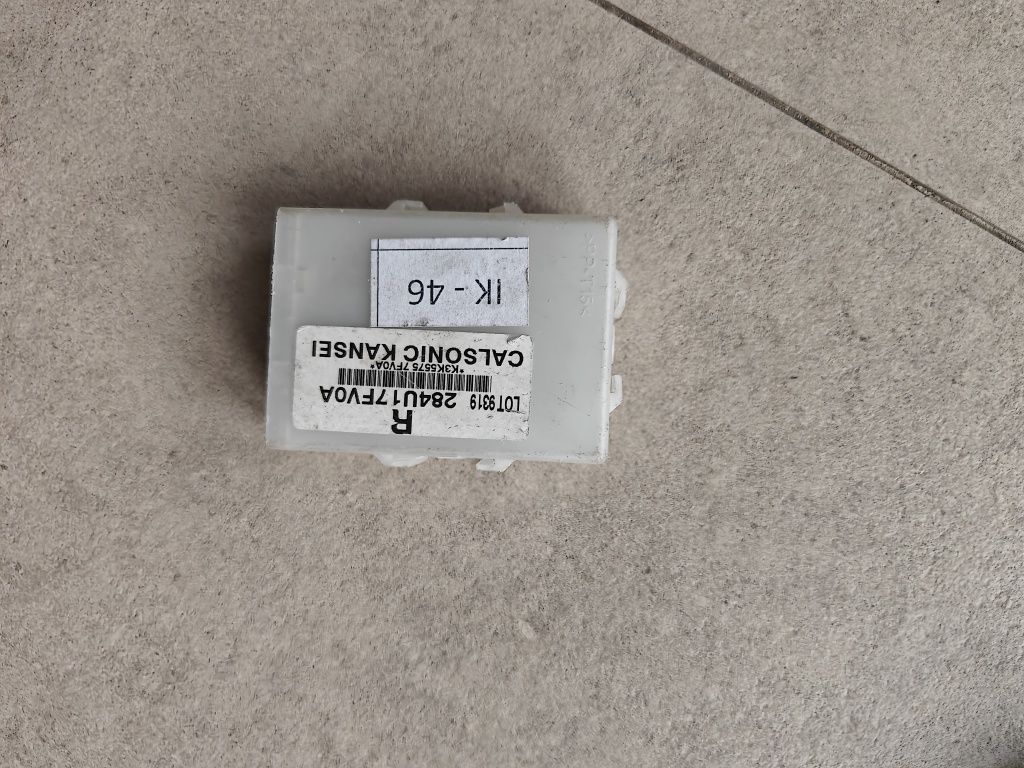 R
LOT 9319 284U17FV0A
*K3K5575 7FV0A*
CALSONIC KANSEI
IK - 46